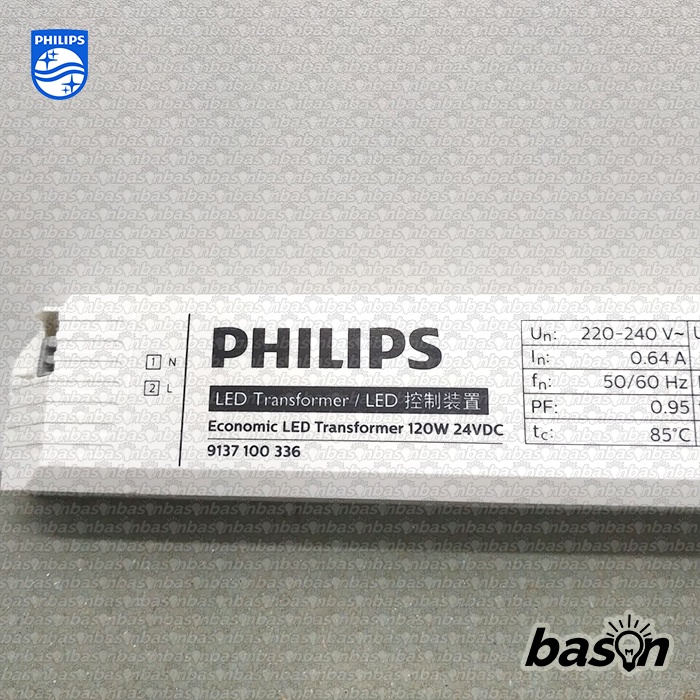 PHILIPS
1 N
2 L
PHILIPS
LED Transformer / LED 控制装置
Economic LED Transformer 120W 24VDC
9137 100 336
Un: 220-240 V~
In: 0.64 A
fn: 50/60 Hz
PF: 0.95
tc: 85°C
bason